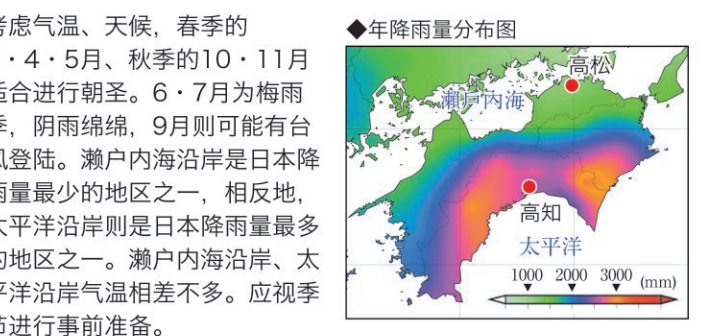 考虑气温、天候，春季的
・4・5月、秋季的10・11月
适合进行朝圣。6・7月为梅雨
季，阴雨绵绵，9月则可能有台
风登陆。濑户内海沿岸是日本降
雨量最少的地区之一，相反地，
太平洋沿岸则是日本降雨量最多
的地区之一。濑户内海沿岸、太
平洋沿岸气温相差不多。应视季
节进行事前准备。
◆年降雨量分布图
高松
瀬戸内海
高知
太平洋
1000 2000 3000 (mm)